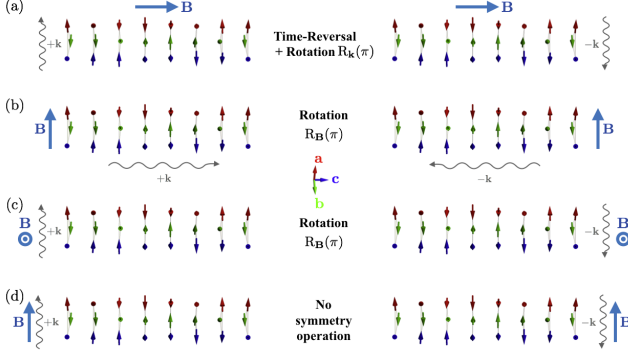 (a)
B
B
+k
Time-Reversal
+ Rotation R_k(π)
−k
(b)
B
Rotation
R_B(π)
B
+k
−k
a
c
b
(c)
B
+k
Rotation
R_B(π)
−k
B
(d)
B
+k
No
symmetry
operation
−k
B